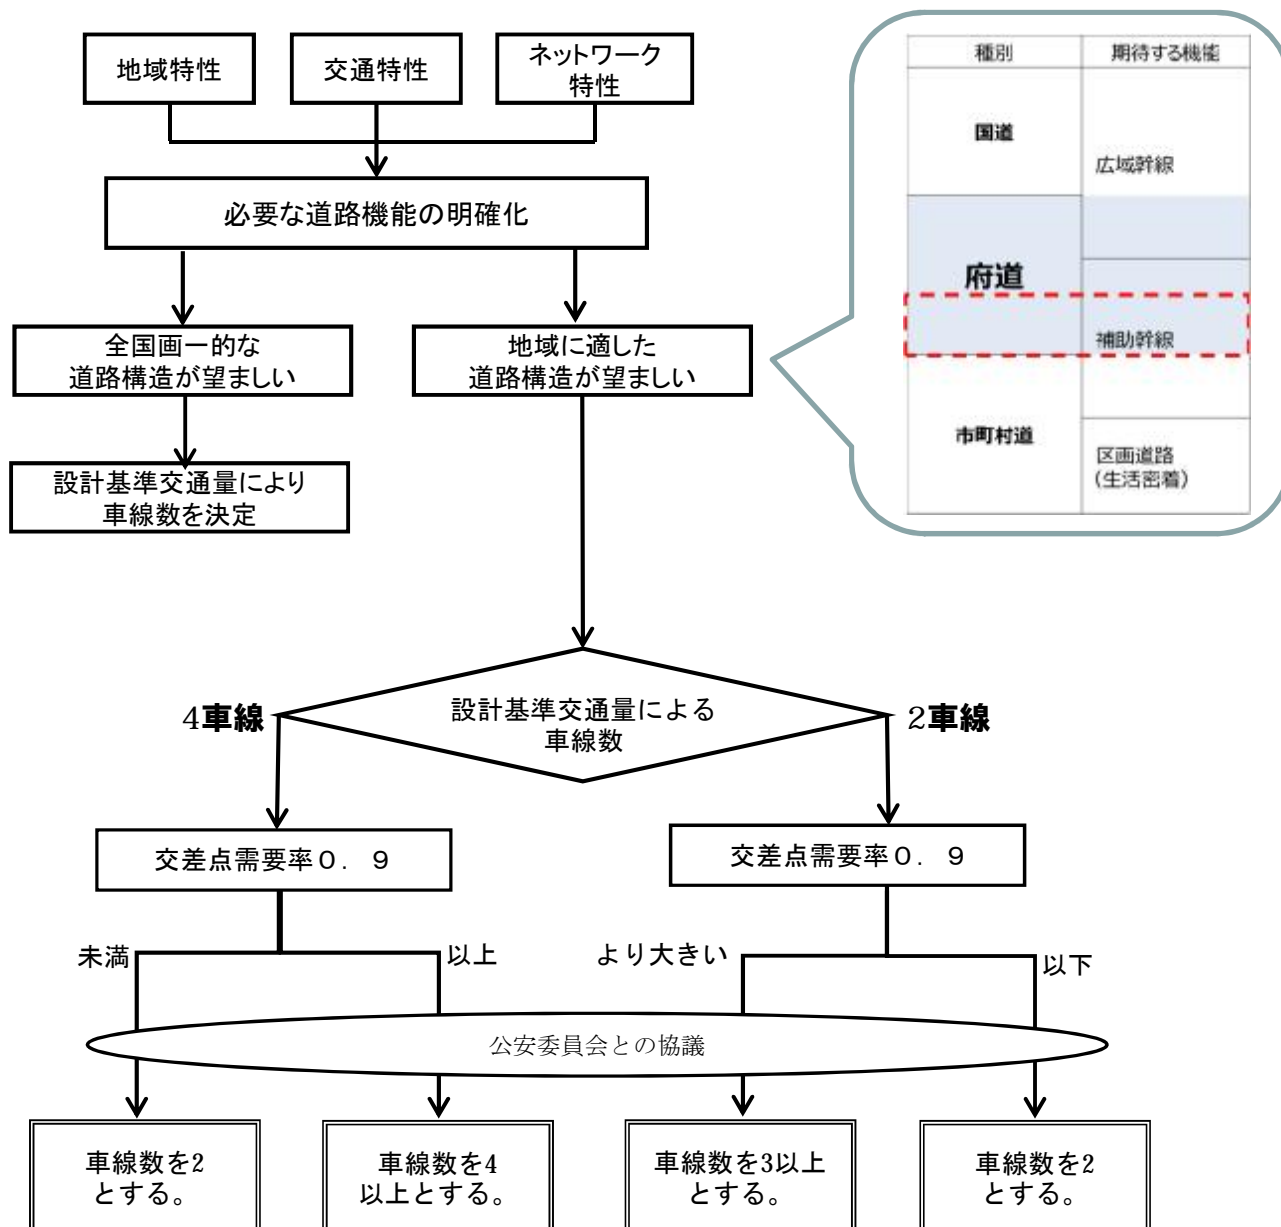 地域特性
交通特性
ネットワーク
特性
必要な道路機能の明確化
全国画一的な
道路構造が望ましい
地域に適した
道路構造が望ましい
設計基準交通量により
車線数を決定
種別
期待する機能
国道
広域幹線
府道
補助幹線
市町村道
区画道路
(生活密着)
4車線
設計基準交通量による
車線数
2車線
交差点需要率0. 9
交差点需要率0. 9
未満
以上
より大きい
以下
公安委員会との協議
車線数を2
とする。
車線数を4
以上とする。
車線数を3以上
とする。
車線数を2
とする。